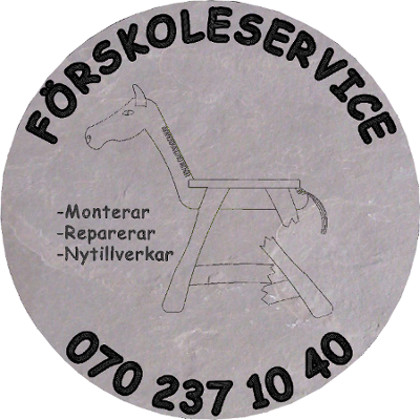 FÖRSKOLESERVICE
-Monterar
-Reparerar
-Nytillverkar
070 237 10 40